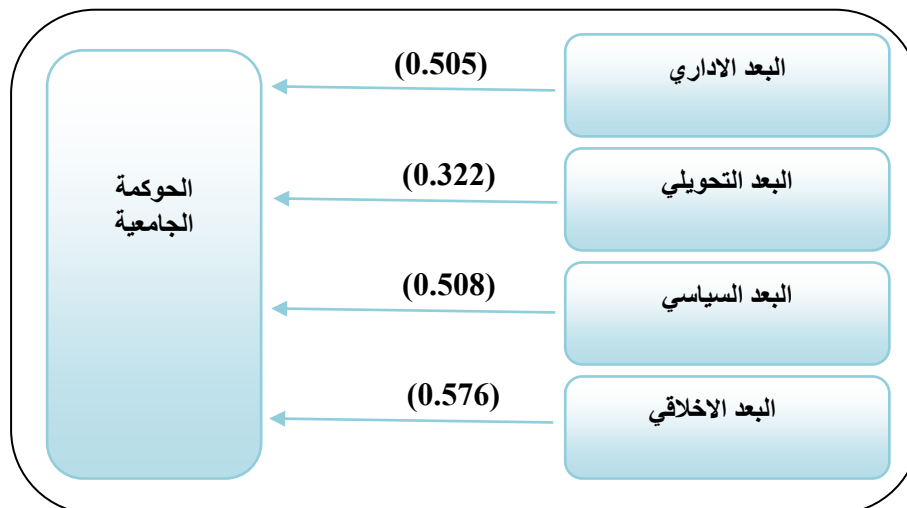 البعد الاداري
(0.505)
البعد التحويلي
(0.322)
الحوكمة
الجامعية
البعد السياسي
(0.508)
البعد الاخلاقي
(0.576)